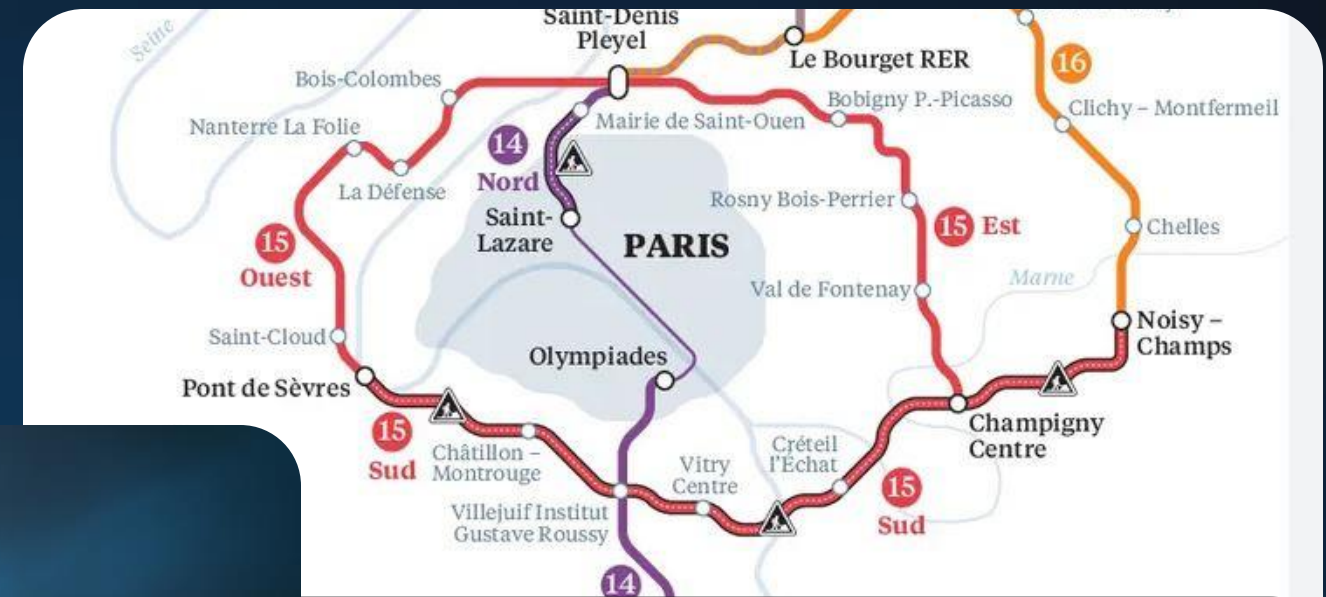 Seine
Saint-Denis
Pleyel
Le Bourget RER
16
Bois-Colombes
Bobigny P.-Picasso
Clichy – Montfermeil
Nanterre La Folie
Mairie de Saint-Ouen
14
Nord
La Défense
Rosny Bois-Perrier
Saint-
Lazare
PARIS
15 Est
Chelles
15
Ouest
Marne
Val de Fontenay
Saint-Cloud
Noisy –
Champs
Olympiades
Pont de Sèvres
15
Sud
Champigny
Centre
Châtillon –
Montrouge
Créteil
l'Échat
Vitry
Centre
15
Sud
Villejuif Institut
Gustave Roussy
14